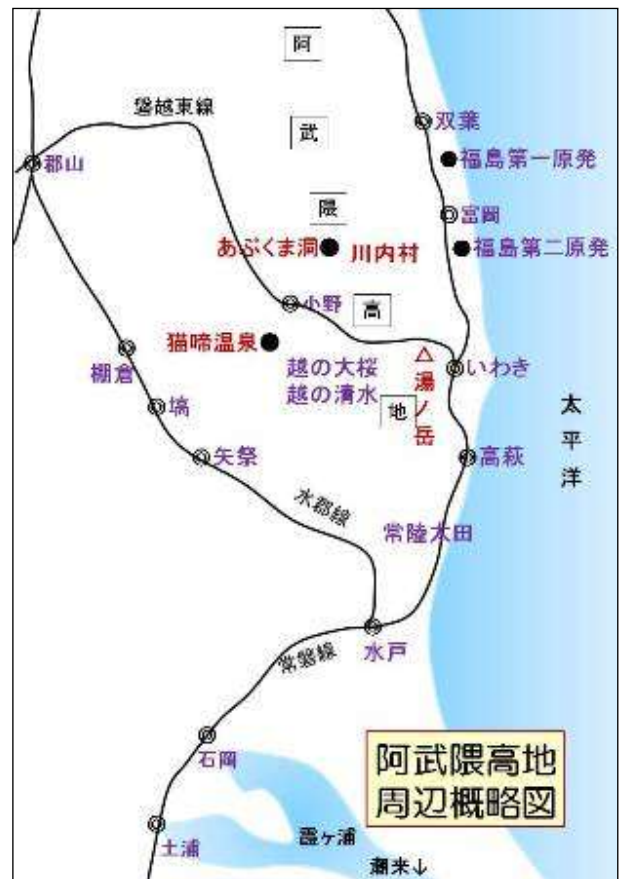 阿
磐越東線
武
双葉
郡山
福島第一原発
隈
富岡
あぶくま洞
川内村
福島第二原発
小野
高
猫啼温泉
越の大桜
越の清水
△湯ノ岳
いわき
棚倉
地
塙
太平洋
矢祭
高萩
水郡線
常陸太田
常磐線
水戸
石岡
阿武隈高地
周辺概略図
土浦
霞ヶ浦
潮来↓